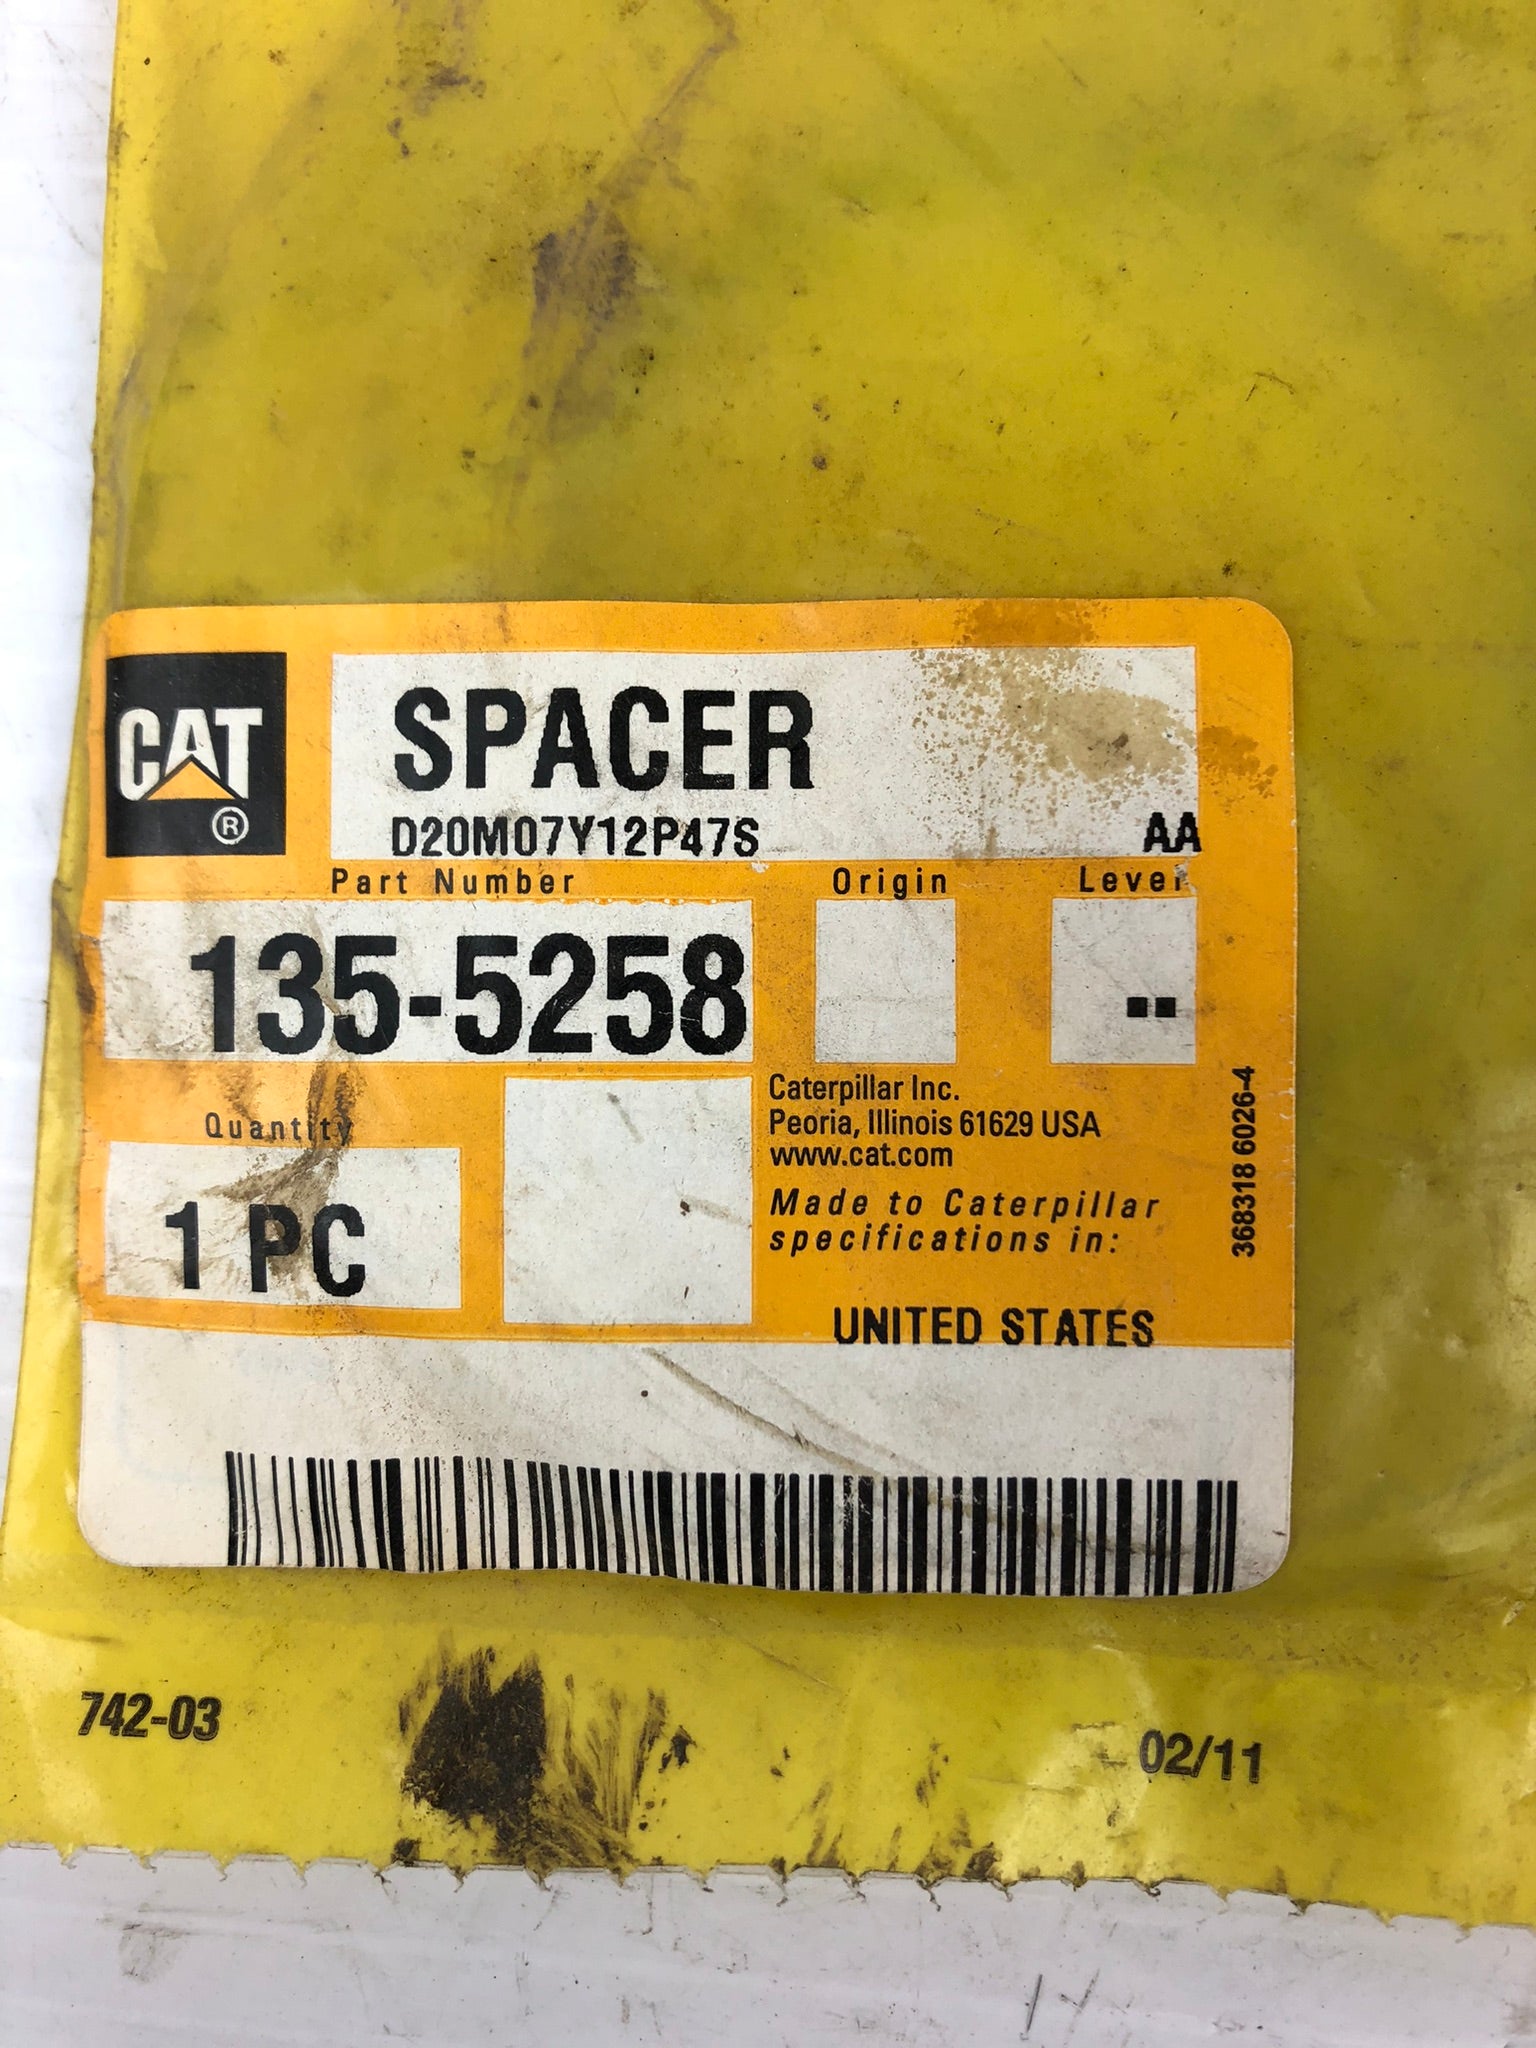 CAT
®
SPACER
D20M07Y12P47S AA
Part Number Origin Level
135-5258 --
Quantity
1 PC
Caterpillar Inc.
Peoria, Illinois 61629 USA
www.cat.com
Made to Caterpillar
specifications in:
UNITED STATES
368318 6026-4
742-03
02/11